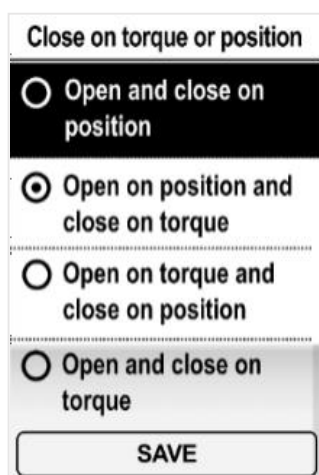 Close on torque or position
Open and close on
position
Open on position and
close on torque
Open on torque and
close on position
Open and close on
torque
SAVE